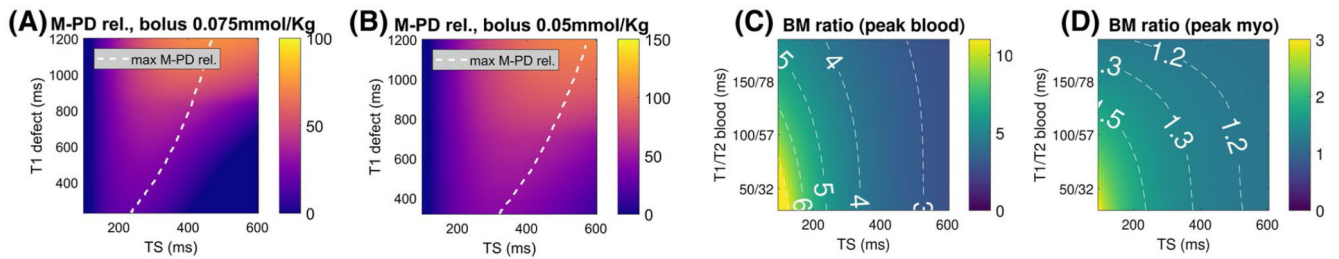 (A) M-PD rel., bolus 0.075mmol/Kg
1200
1000
800
600
400
T1 defect (ms)
max M-PD rel.
200 400 600
TS (ms)
100
50
0
(B) M-PD rel., bolus 0.05mmol/Kg
1200
1000
800
600
400
T1 defect (ms)
max M-PD rel.
200 400 600
TS (ms)
150
100
50
0
(C) BM ratio (peak blood)
150/78
100/57
50/32
T1/T2 blood (ms)
5 4
6 5 4 3
200 400 600
TS (ms)
10
5
0
(D) BM ratio (peak myo)
150/78
100/57
50/32
T1/T2 blood (ms)
1.2
.3
.5 1.3 1.2
200 400 600
TS (ms)
3
2
1
0